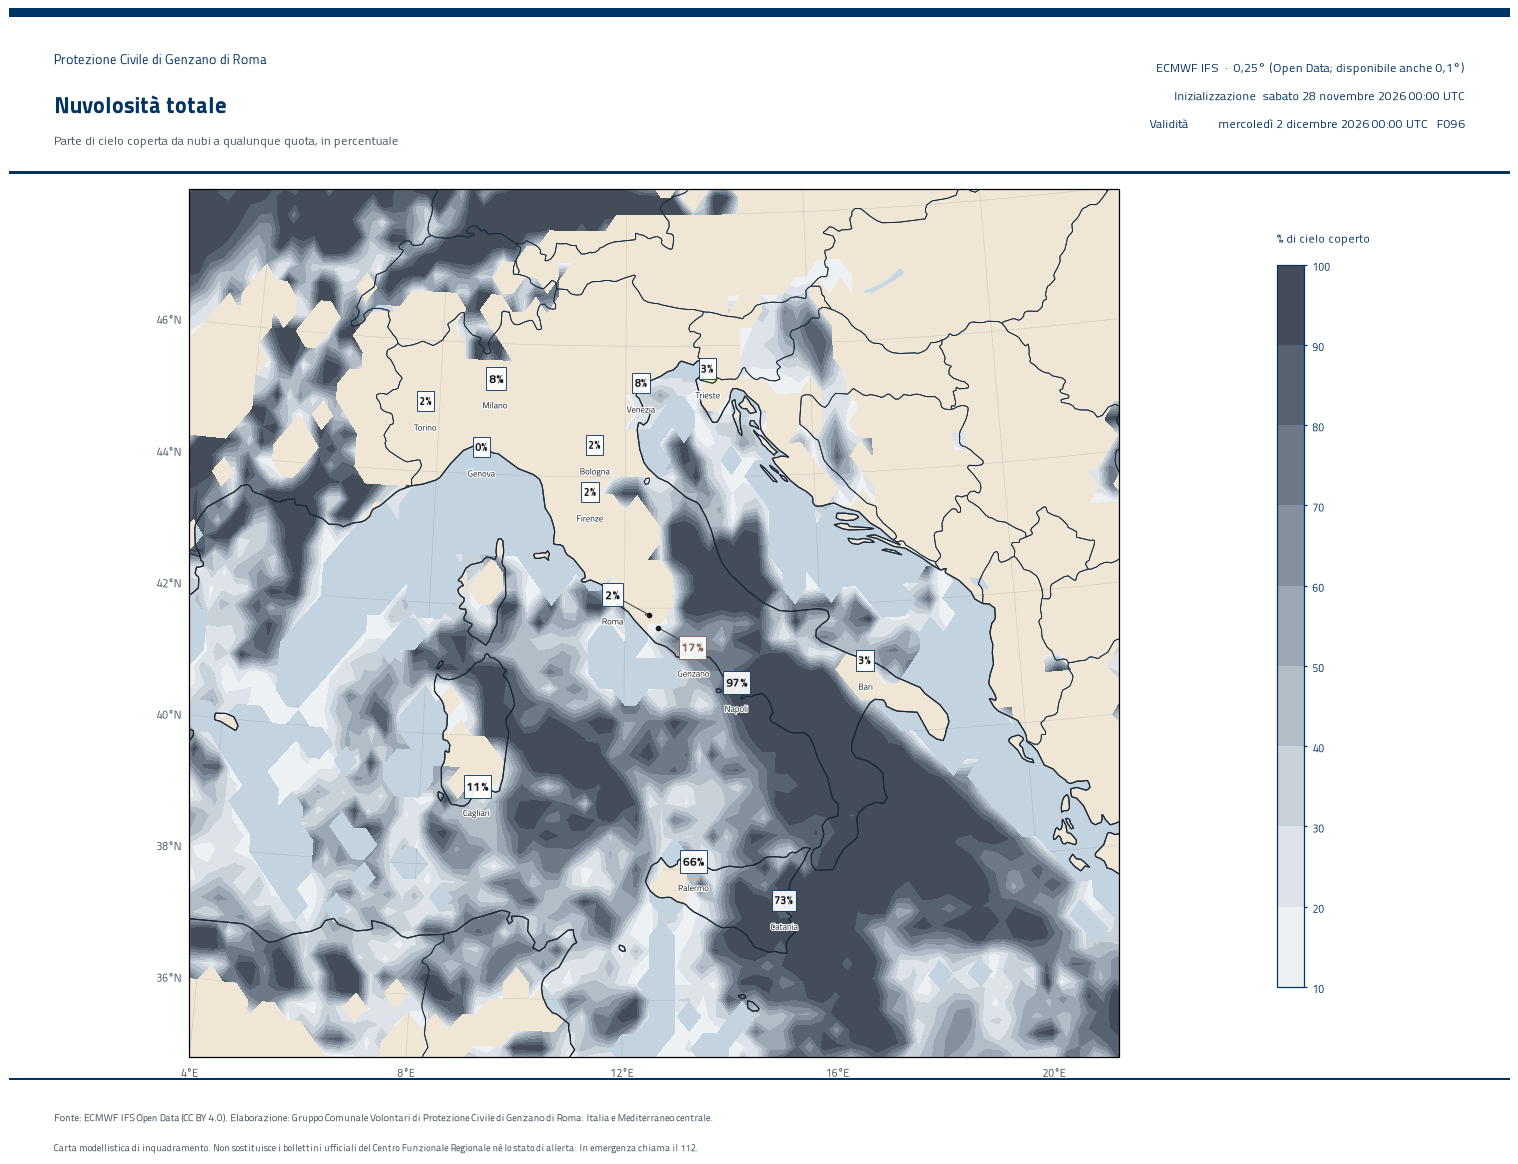 Protezione Civile di Genzano di Roma
Nuvolosità totale
Parte di cielo coperta da nubi a qualunque quota, in percentuale
ECMWF IFS · 0,25° (Open Data; disponibile anche 0,1°)
Inizializzazione sabato 28 novembre 2026 00:00 UTC
Validità mercoledì 2 dicembre 2026 00:00 UTC F096
% di cielo coperto
100
90
80
70
60
50
40
30
20
10
46°N
44°N
42°N
40°N
38°N
36°N
4°E
8°E
12°E
16°E
20°E
2%
Torino
8%
Milano
8%
Venezia
3%
Trieste
0%
Genova
2%
Bologna
2%
Firenze
2%
Roma
17%
Genzano
97%
Napoli
3%
Bari
11%
Cagliari
66%
Palermo
73%
Catania
Fonte: ECMWF IFS Open Data (CC BY 4.0). Elaborazione: Gruppo Comunale Volontari di Protezione Civile di Genzano di Roma. Italia e Mediterraneo centrale.
Carta modellistica di inquadramento. Non sostituisce i bollettini ufficiali del Centro Funzionale Regionale né lo stato di allerta. In emergenza chiama il 112.